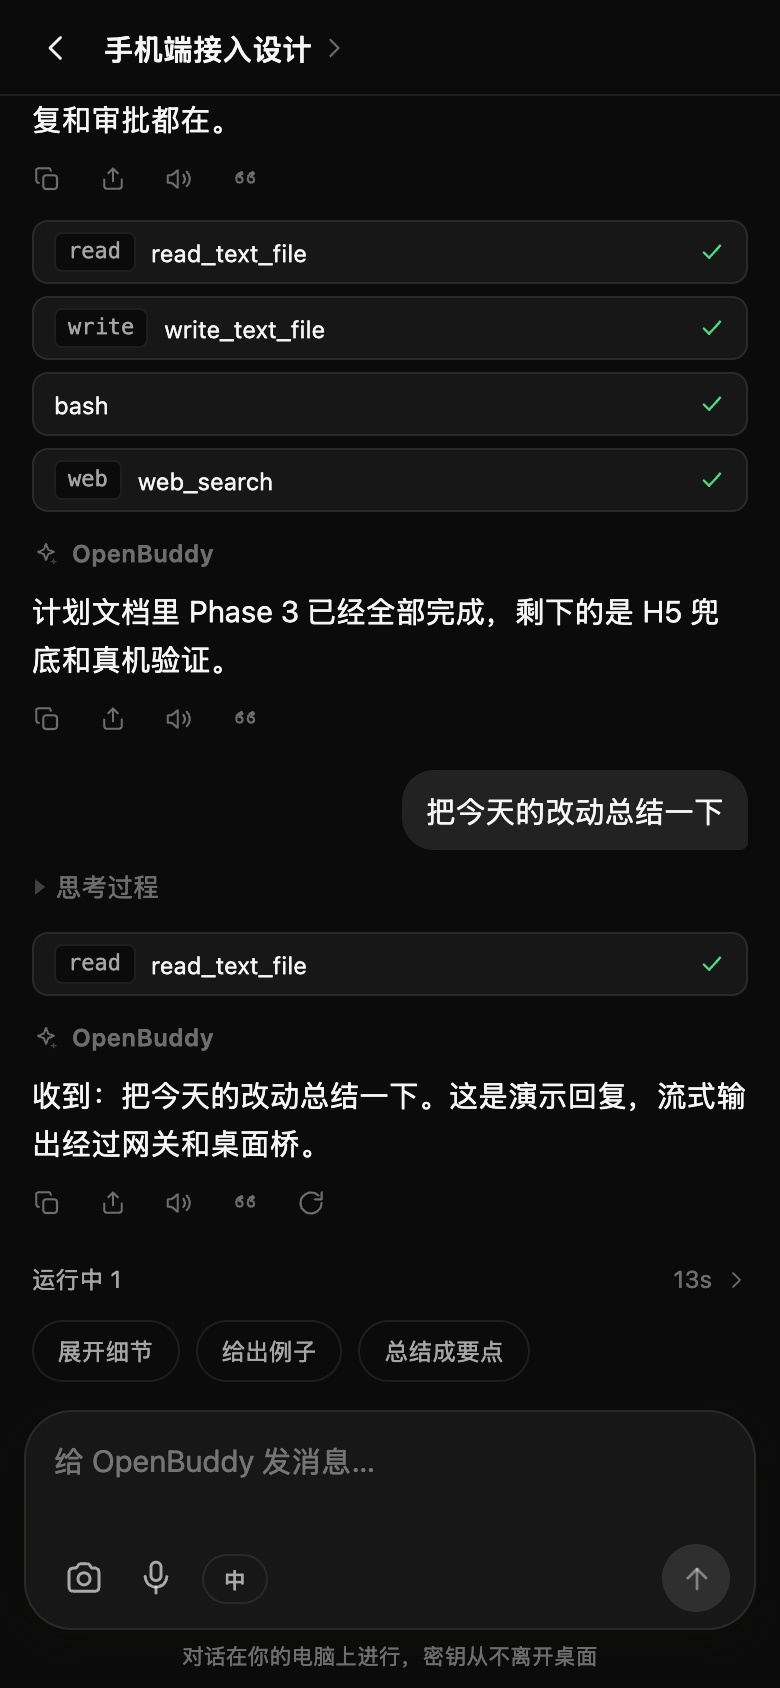 手机端接入设计
复和审批都在。
read read_text_file
write write_text_file
bash
web web_search
OpenBuddy
计划文档里 Phase 3 已经全部完成，剩下的是 H5 兜
底和真机验证。
把今天的改动总结一下
思考过程
read read_text_file
OpenBuddy
收到：把今天的改动总结一下。这是演示回复，流式输
出经过网关和桌面桥。
运行中 1 13s
展开细节 给出例子 总结成要点
给 OpenBuddy 发消息...
中
对话在你的电脑上进行，密钥从不离开桌面